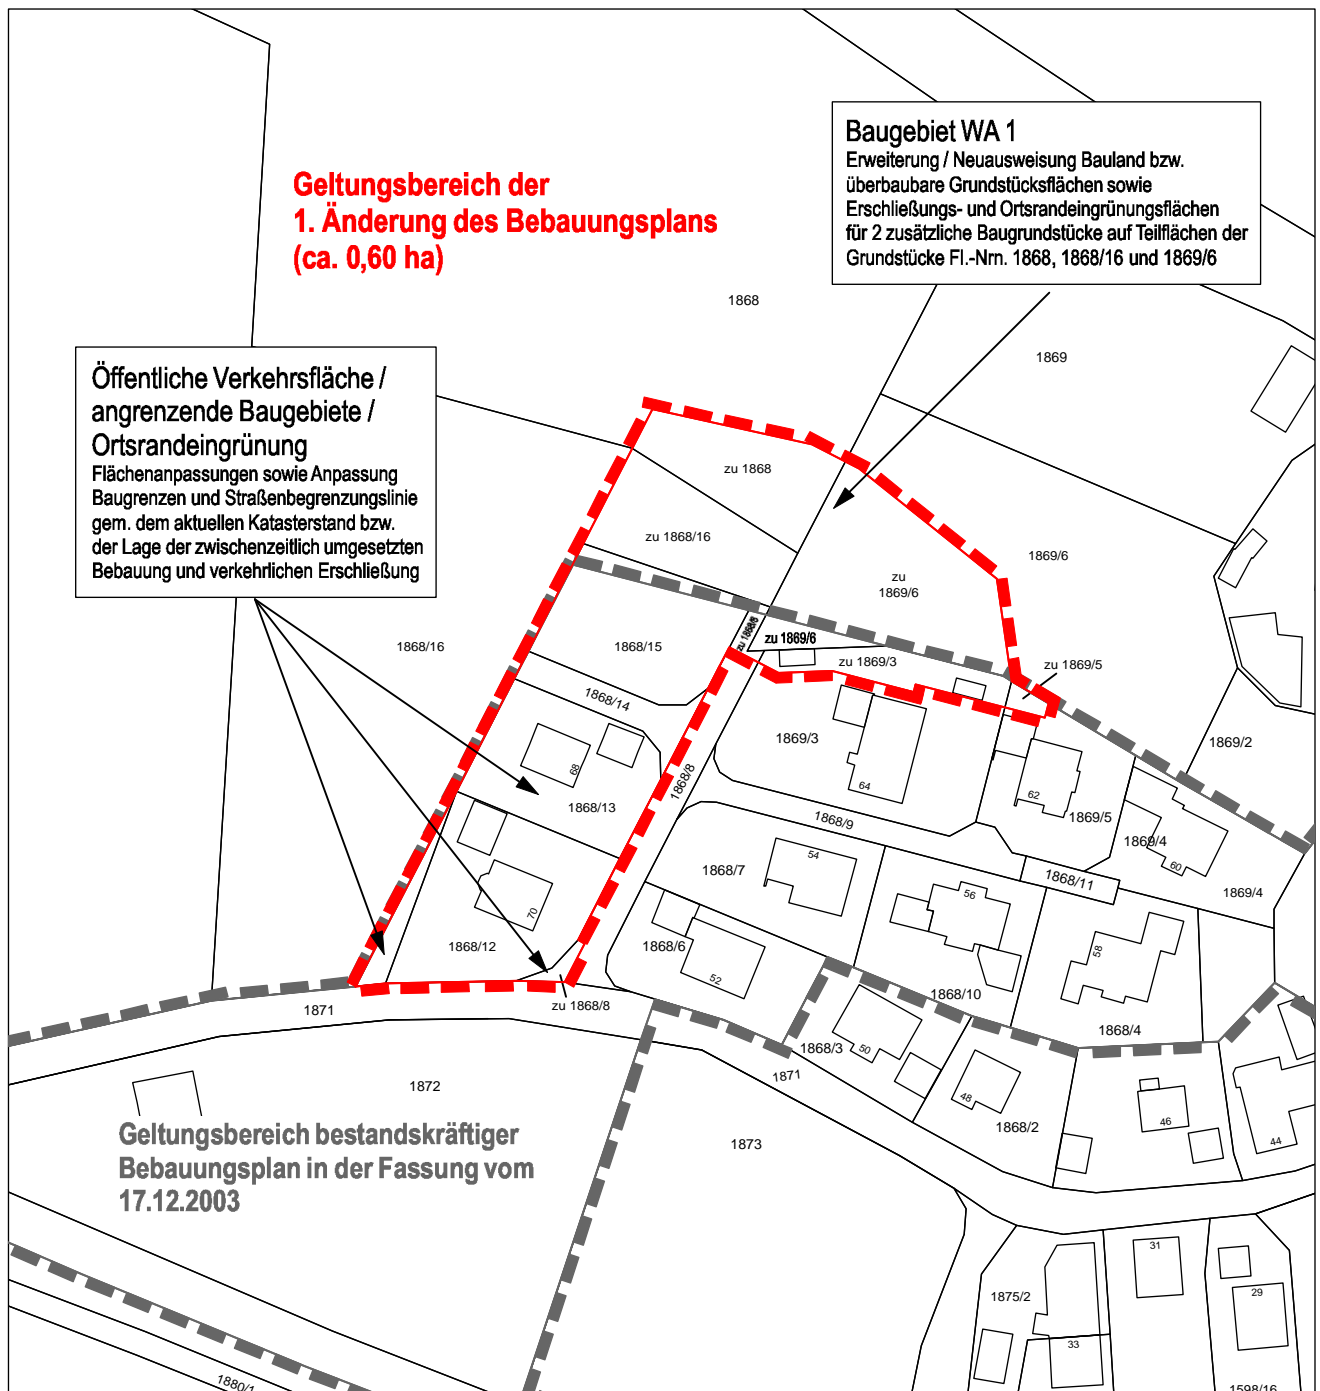 Baugebiet WA 1
Erweiterung / Neuausweisung Bauland bzw.
überbaubare Grundstücksflächen sowie
Erschließungs- und Ortsrandeingrünungsflächen
für 2 zusätzliche Baugrundstücke auf Teilflächen der
Grundstücke Fl.-Nrn. 1868, 1868/16 und 1869/6
Geltungsbereich der
1. Änderung des Bebauungsplans
(ca. 0,60 ha)
1868
1869
Öffentliche Verkehrsfläche /
angrenzende Baugebiete /
Ortsrandeingrünung
Flächenanpassungen sowie Anpassung
Baugrenzen und Straßenbegrenzungslinie
gem. dem aktuellen Katasterstand bzw.
der Lage der zwischenzeitlich umgesetzten
Bebauung und verkehrlichen Erschließung
zu 1868
zu 1868/16
1869/6
zu
1869/6
1868/16
1868/15
zu 1868/8
zu 1869/6
zu 1869/3
zu 1869/5
1868/14
1869/3
1869/2
68
1868/13
1868/8
64
62
1868/9
1869/5
1869/4
60
1869/4
54
1868/7
1868/11
56
70
1868/12
1868/6
52
58
1868/10
1868/4
1871
zu 1868/8
50
1868/3
1871
1872
48
1868/2
46
44
1873
Geltungsbereich bestandskräftiger
Bebauungsplan in der Fassung vom
17.12.2003
31
29
1875/2
33
1880/1
1598/16